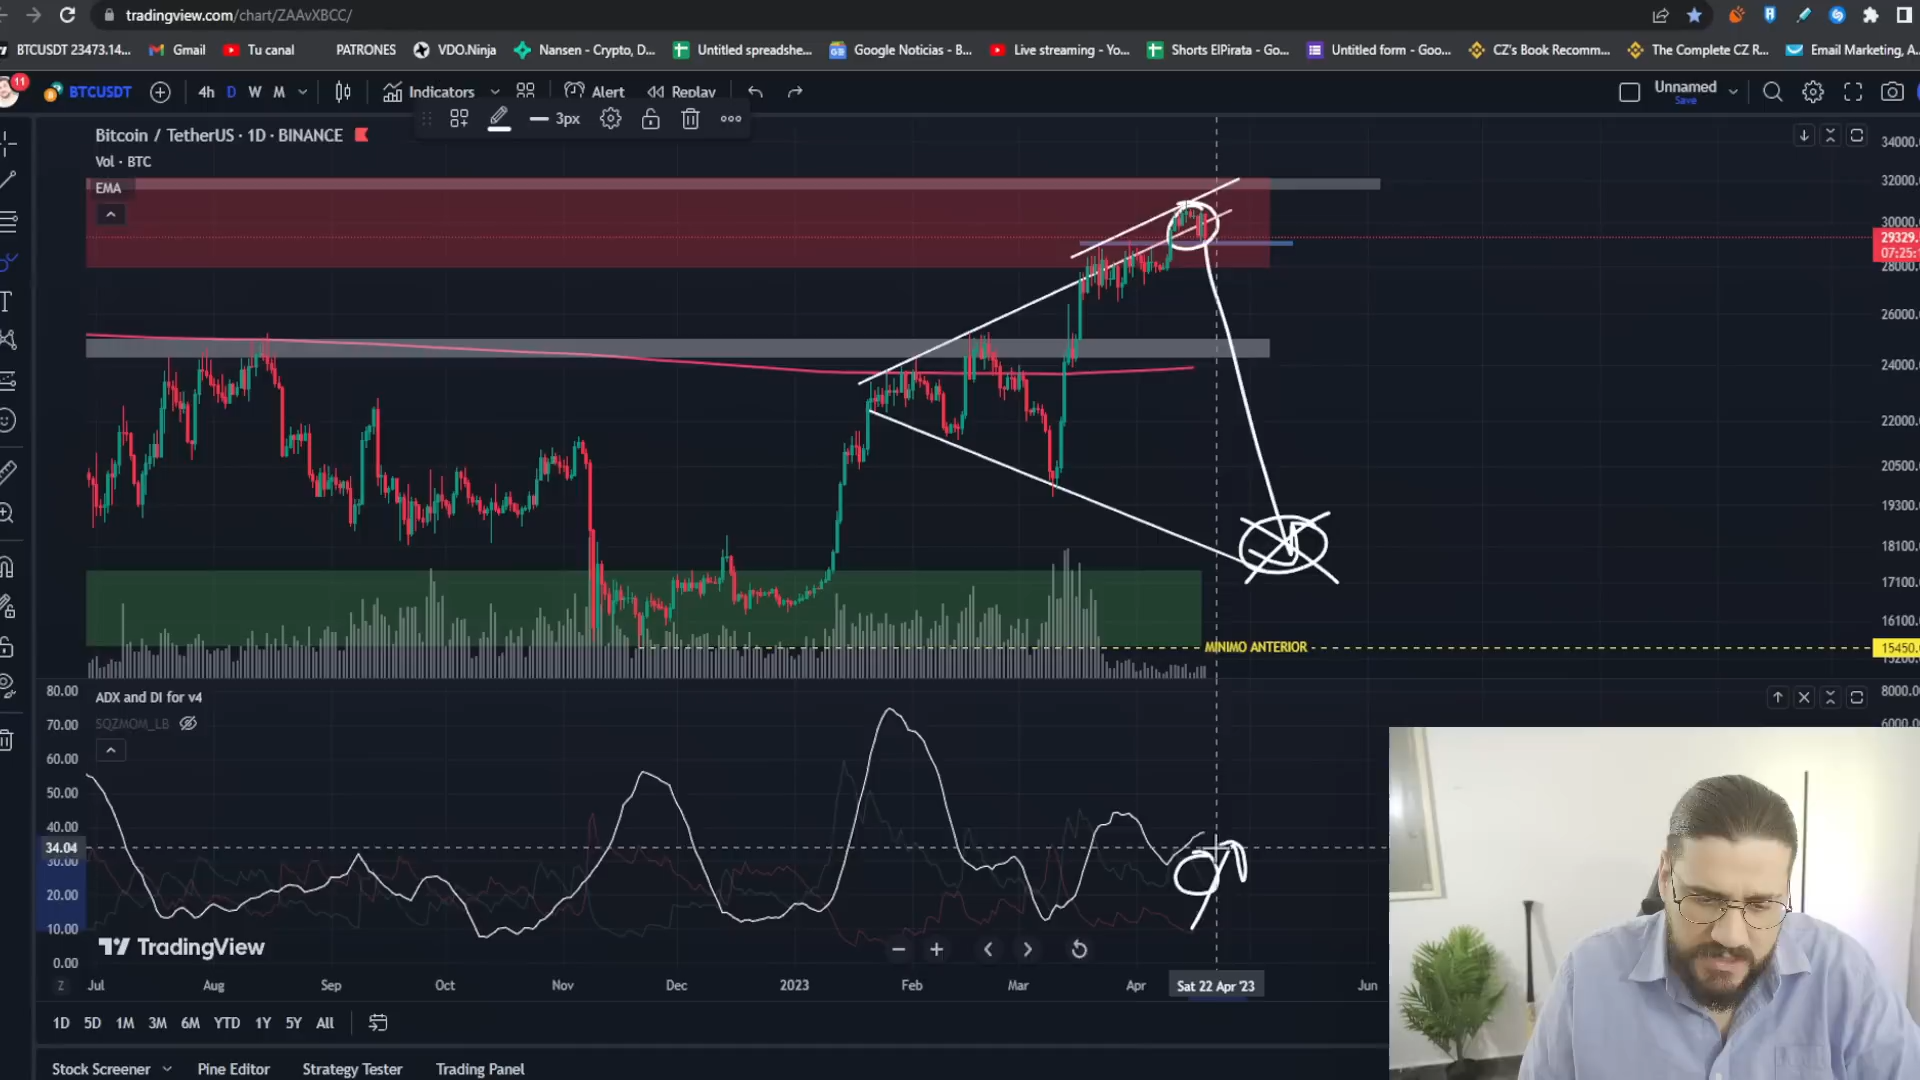 tradingview.com/chart/ZAAvXBCC/
BTCUSDT 23473.14... Gmail Tu canal PATRONES VDO.Ninja Nansen - Crypto, D... Untitled spreadshe... Google Noticias - B... Live streaming - Yo... Shorts ElPirata - Go... Untitled form - Goo... CZ's Book Recomm... The Complete CZ R... Email Marketing, A
11 BTCUSDT 4h D W M Indicators Alert Replay Unnamed
Save
3px
Bitcoin / TetherUS · 1D · BINANCE
Vol · BTC
EMA
34000.
32000.
30000.
29329.
07:25:
28000.
26000.
24000.
22000.
20500.
19300.
18100.
17100.
16100.
MINIMO ANTERIOR
15450.
ADX and DI for v4
SQZMOM_LB
80.00
70.00
60.00
50.00
40.00
34.04
30.00
20.00
10.00
0.00
8000.
6000.
TradingView
Z Jul Aug Sep Oct Nov Dec 2023 Feb Mar Apr Sat 22 Apr '23 Jun
1D 5D 1M 3M 6M YTD 1Y 5Y All
Stock Screener Pine Editor Strategy Tester Trading Panel